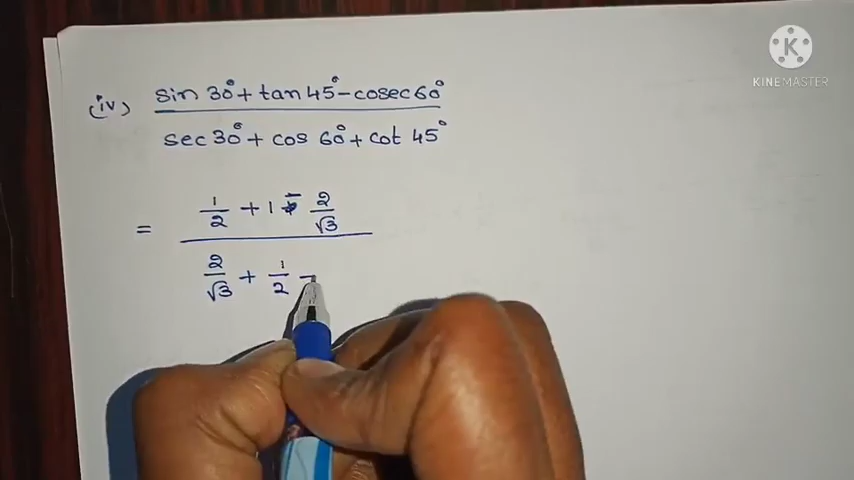 KINEMASTER
(iv) sin 30° + tan 45° - cosec 60°
sec 30° + cos 60° + cot 45°
= 1/2 + 1 - 2/√3
2/√3 + 1/2 -